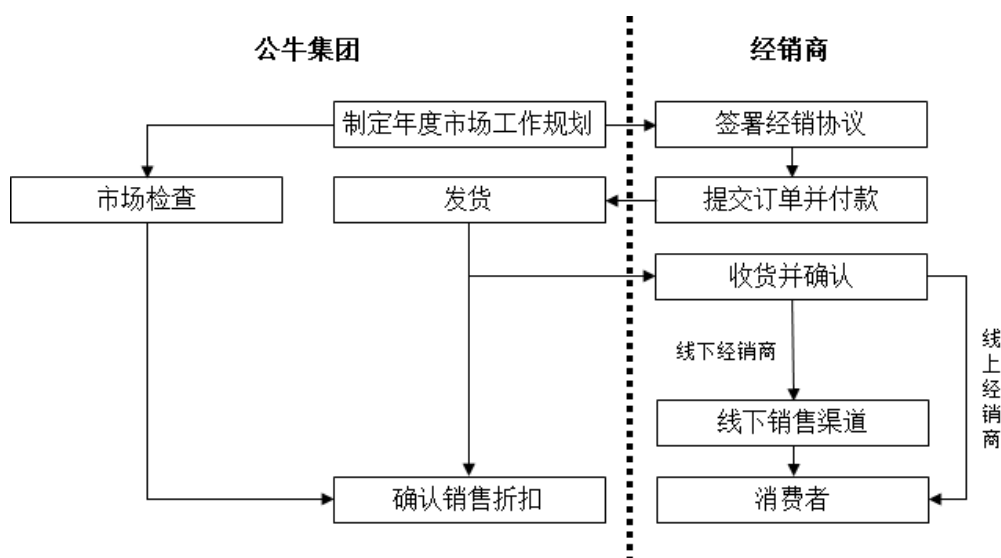 公牛集团
经销商
制定年度市场工作规划
签署经销协议
市场检查
发货
提交订单并付款
收货并确认
线下经销商
线上经销商
线下销售渠道
确认销售折扣
消费者